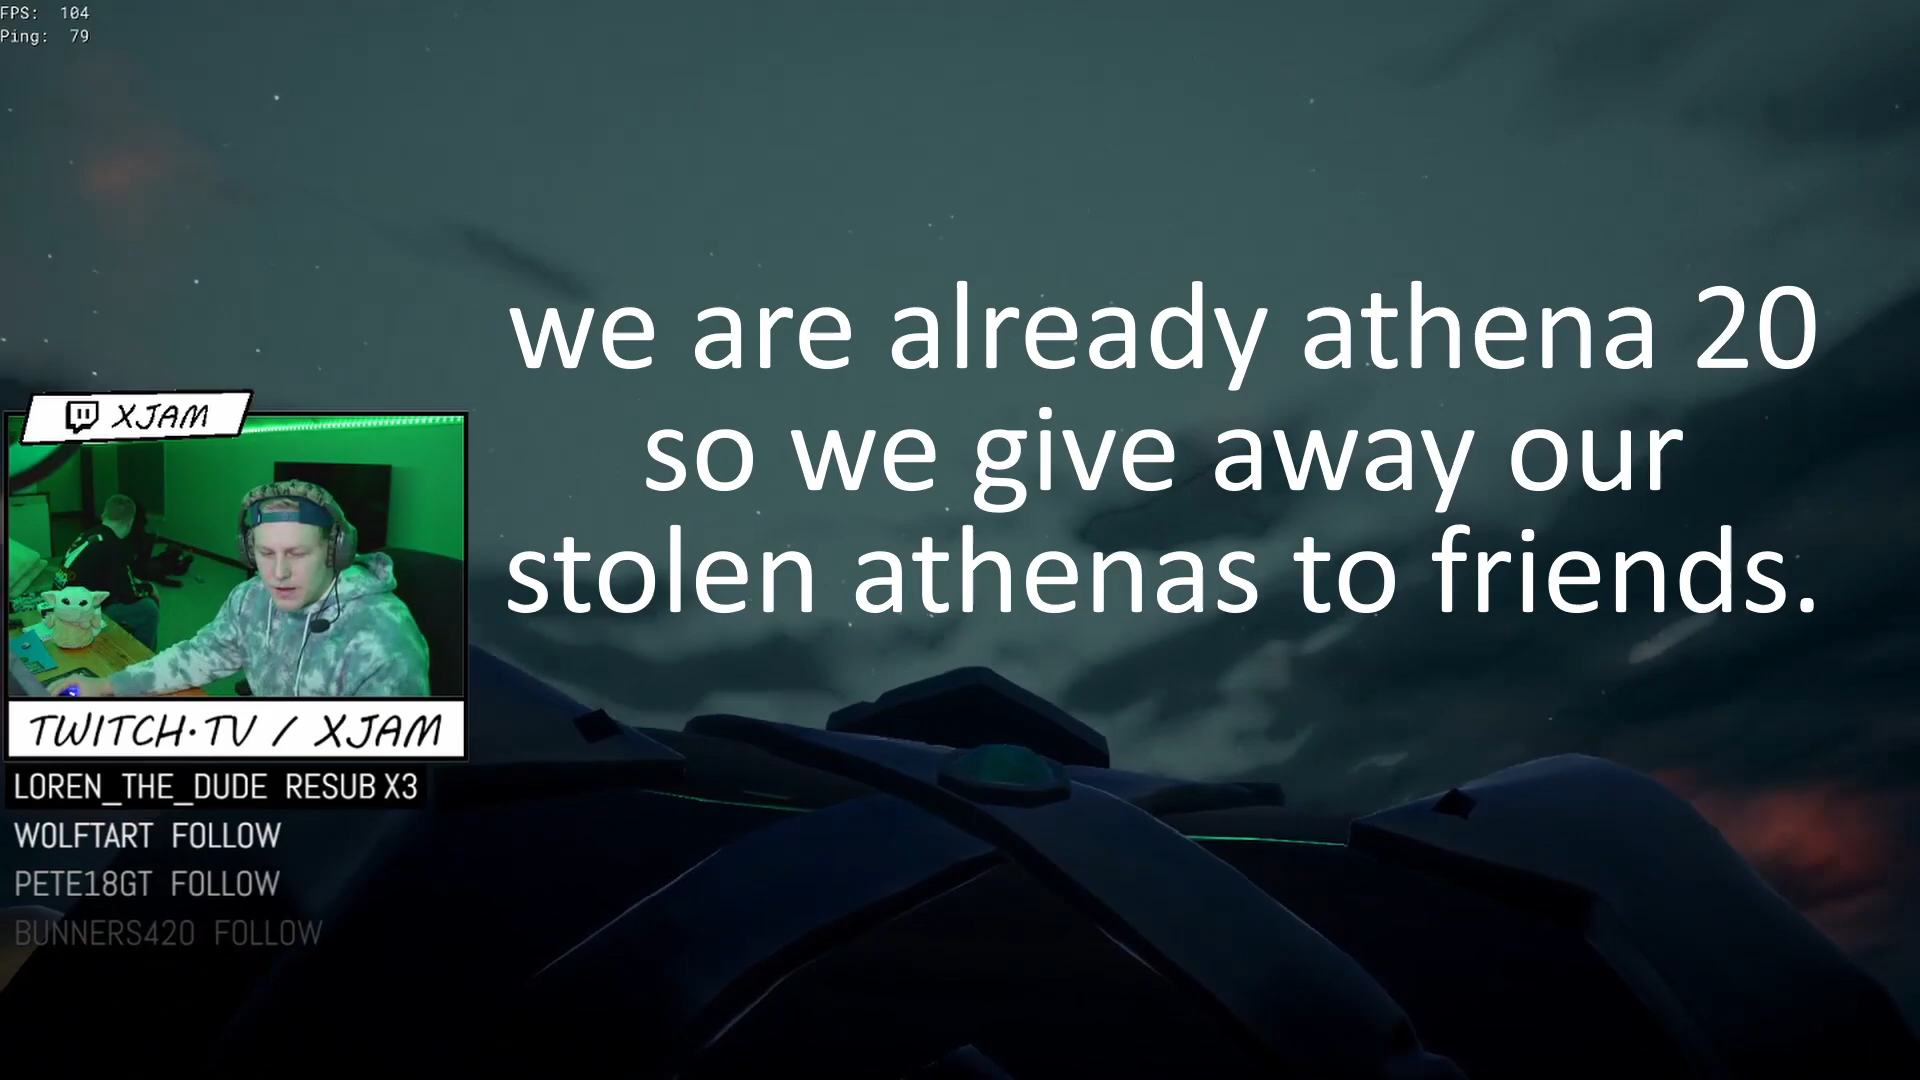 FPS: 104
Ping: 79
we are already athena 20
so we give away our
stolen athenas to friends.
XJAM
TWITCH.TV / XJAM
LOREN_THE_DUDE RESUB X3
WOLFTART FOLLOW
PETE18GT FOLLOW
BUNNERS420 FOLLOW